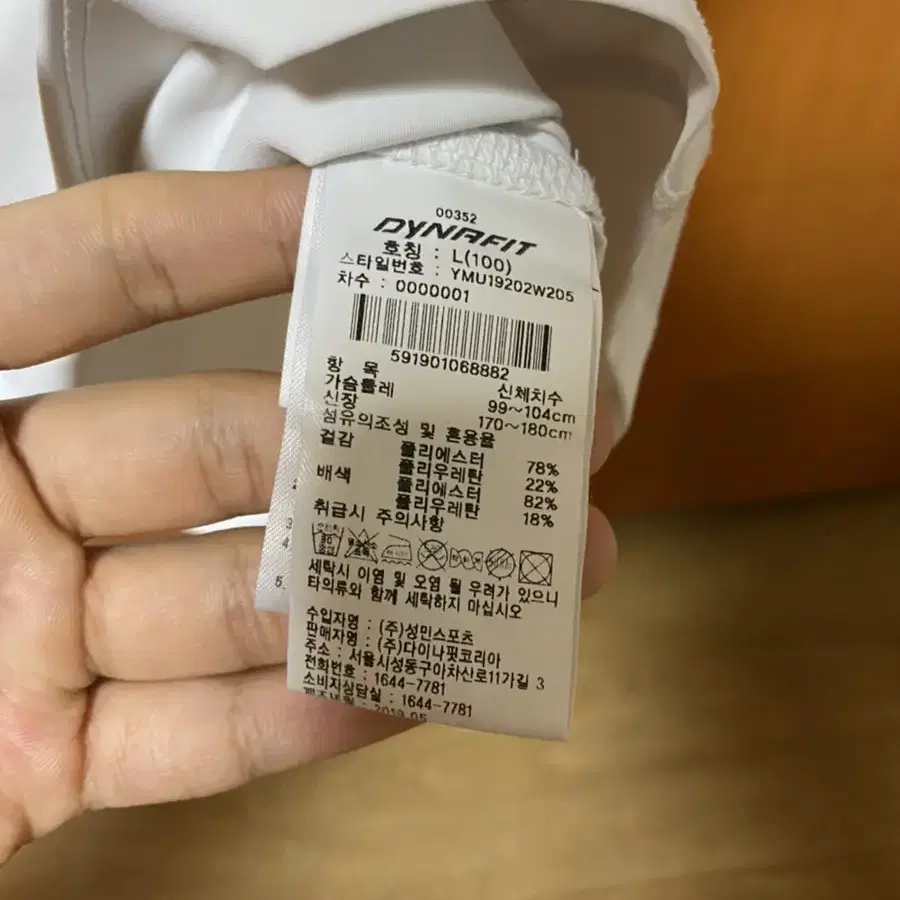 00352
DYNAFIT
호칭 : L(100)
스타일번호 : YMU19202W205
차수 : 0000001
591901068882
항 목 신체치수
가슴둘레 99~104cm
신장 170~180cm
섬유의조성 및 혼용율
겉감 폴리에스터 78%
폴리우레탄 22%
배색 폴리에스터 82%
폴리우레탄 18%
취급시 주의사항
세탁시 이염 및 오염 될 우려가 있으니
타의류와 함께 세탁하지 마십시오
수입자명 : (주)성민스포츠
판매자명 : (주)다이나핏코리아
주소 : 서울시성동구아차산로11가길 3
전화번호 : 1644-7781
소비자상담실 : 1644-7781
제조년월 : 2019.05